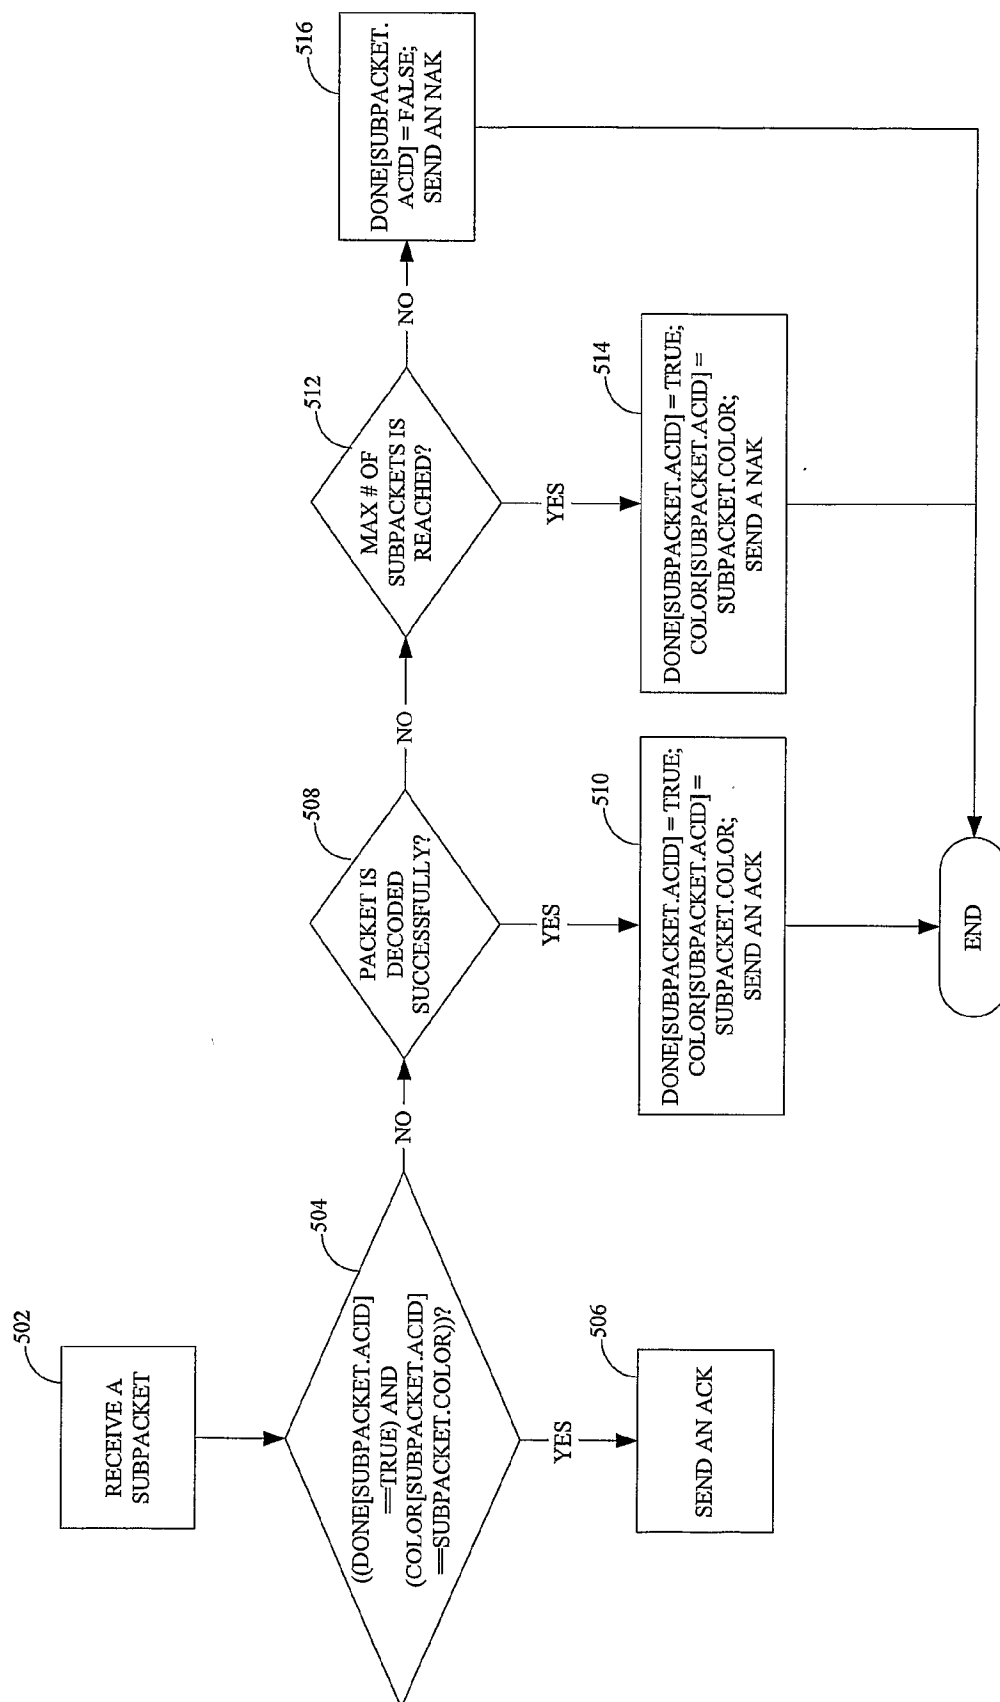 502
RECEIVE A
SUBPACKET
504
((DONE[SUBPACKET.ACID]
==TRUE) AND
(COLOR[SUBPACKET.ACID]
==SUBPACKET.COLOR))?
YES
506
SEND AN ACK
NO
508
PACKET IS
DECODED
SUCCESSFULLY?
YES
510
DONE[SUBPACKET.ACID] = TRUE;
COLOR[SUBPACKET.ACID] =
SUBPACKET.COLOR;
SEND AN ACK
NO
512
MAX # OF
SUBPACKETS IS
REACHED?
YES
514
DONE[SUBPACKET.ACID] = TRUE;
COLOR[SUBPACKET.ACID] =
SUBPACKET.COLOR;
SEND A NAK
NO
516
DONE[SUBPACKET.
ACID] = FALSE;
SEND AN NAK
END